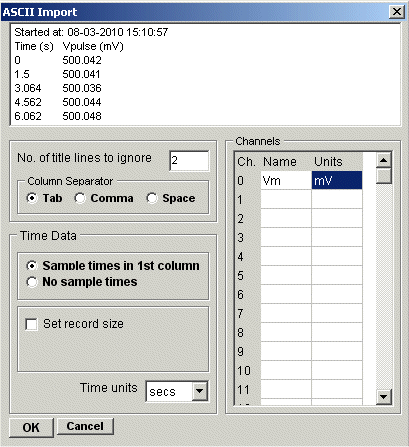 ASCII Import
Started at: 08-03-2010 15:10:57
Time (s) Vpulse (mV)
0 500.042
1.5 500.041
3.064 500.036
4.562 500.044
6.062 500.048
No. of title lines to ignore 2
Column Separator
Tab Comma Space
Time Data
Sample times in 1st column
No sample times
Set record size
Time units secs
OK Cancel
Channels
Ch. Name Units
0 Vm mV
1
2
3
4
5
6
7
8
9
10
11